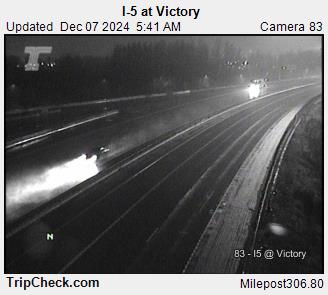 I-5 at Victory
Updated Dec 07 2024 5:41 AM Camera 83
T
N
83 - I5 @ Victory
TripCheck.com Milepost306.80